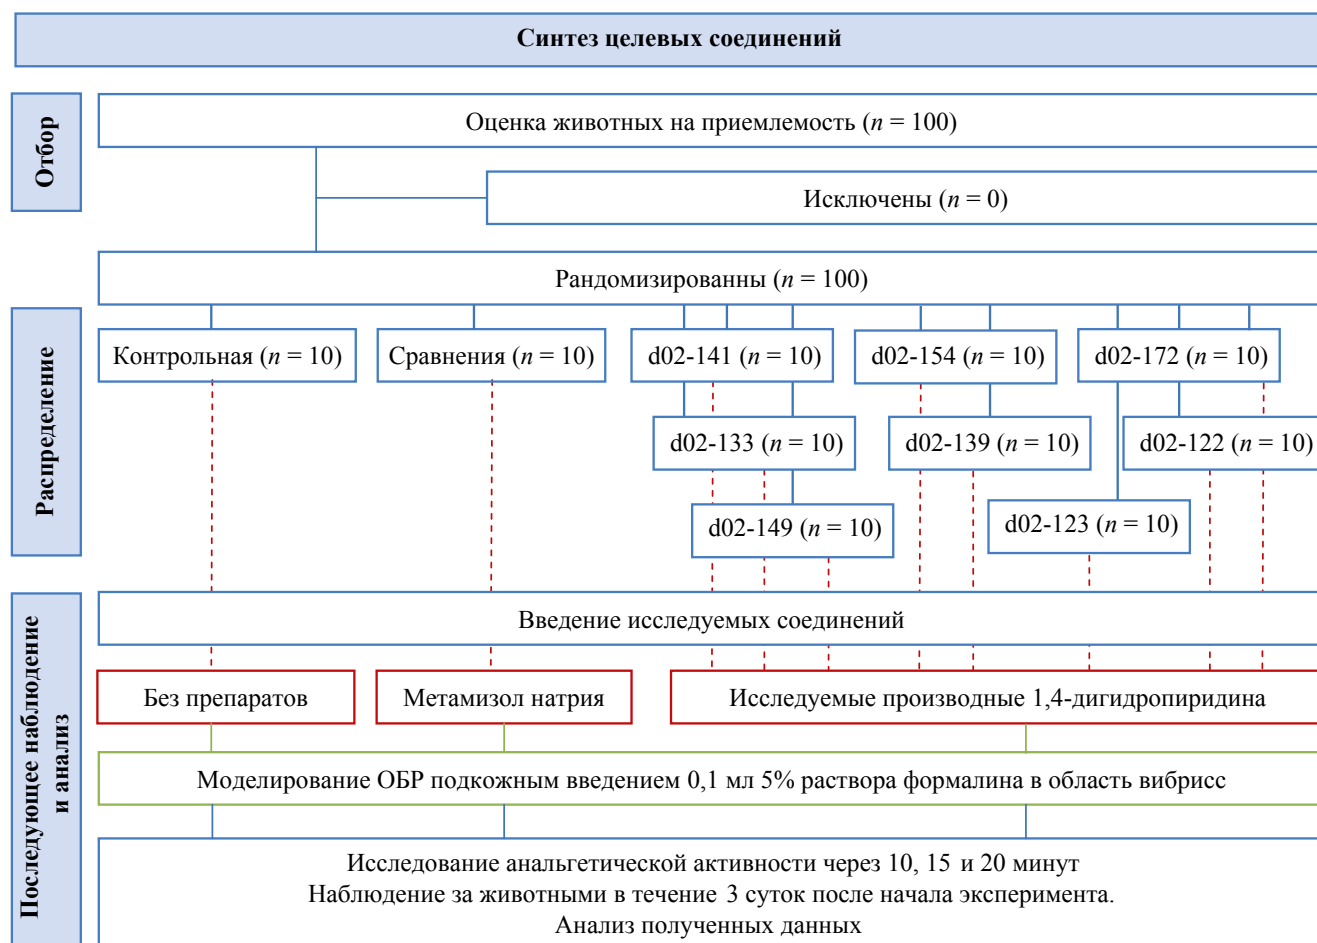 Синтез целевых соединений
Отбор
Оценка животных на приемлемость (n = 100)
Исключены (n = 0)
Рандомизированны (n = 100)
Распределение
Контрольная (n = 10)
Сравнения (n = 10)
d02-141 (n = 10)
d02-154 (n = 10)
d02-172 (n = 10)
d02-133 (n = 10)
d02-139 (n = 10)
d02-122 (n = 10)
d02-149 (n = 10)
d02-123 (n = 10)
Последующее наблюдение
и анализ
Введение исследуемых соединений
Без препаратов
Метамизол натрия
Исследуемые производные 1,4-дигидропиридина
Моделирование ОБР подкожным введением 0,1 мл 5% раствора формалина в область вибрисс
Исследование анальгетической активности через 10, 15 и 20 минут
Наблюдение за животными в течение 3 суток после начала эксперимента.
Анализ полученных данных